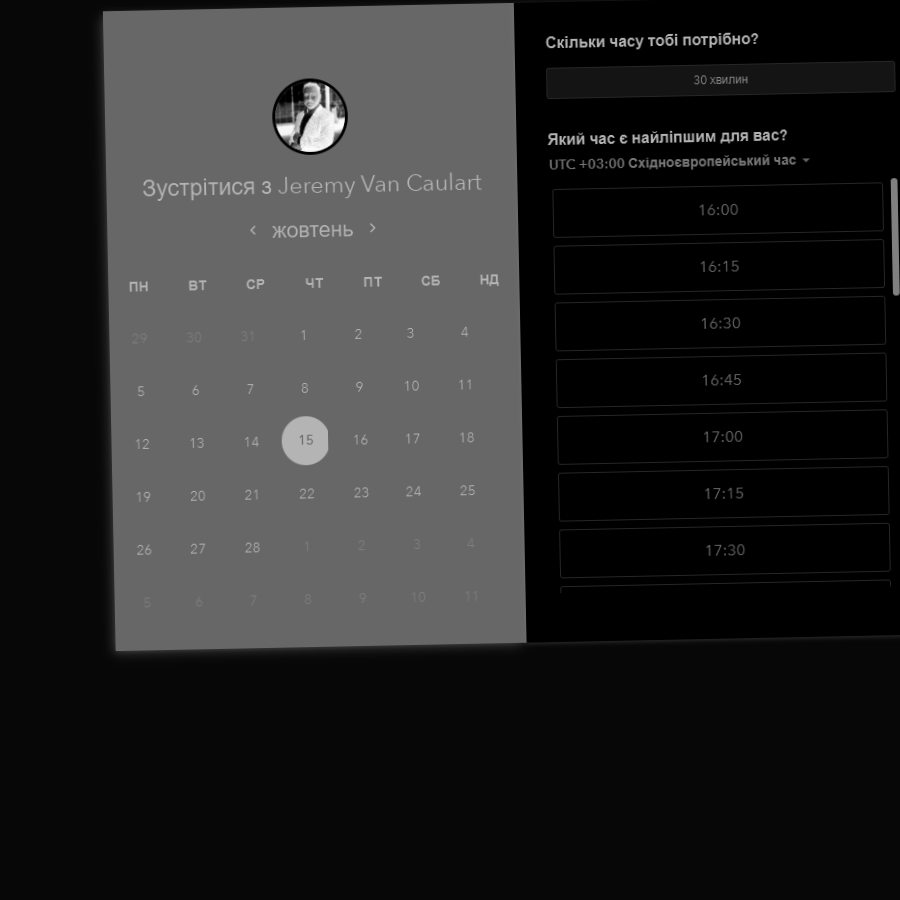 Зустрітися з Jeremy Van Caulart
‹ жовтень ›
ПН ВТ СР ЧТ ПТ СБ НД
29 30 31 1 2 3 4
5 6 7 8 9 10 11
12 13 14 15 16 17 18
19 20 21 22 23 24 25
26 27 28 1 2 3 4
5 6 7 8 9 10 11
Скільки часу тобі потрібно?
30 хвилин
Який час є найліпшим для вас?
UTC +03:00 Східноєвропейський час
16:00
16:15
16:30
16:45
17:00
17:15
17:30